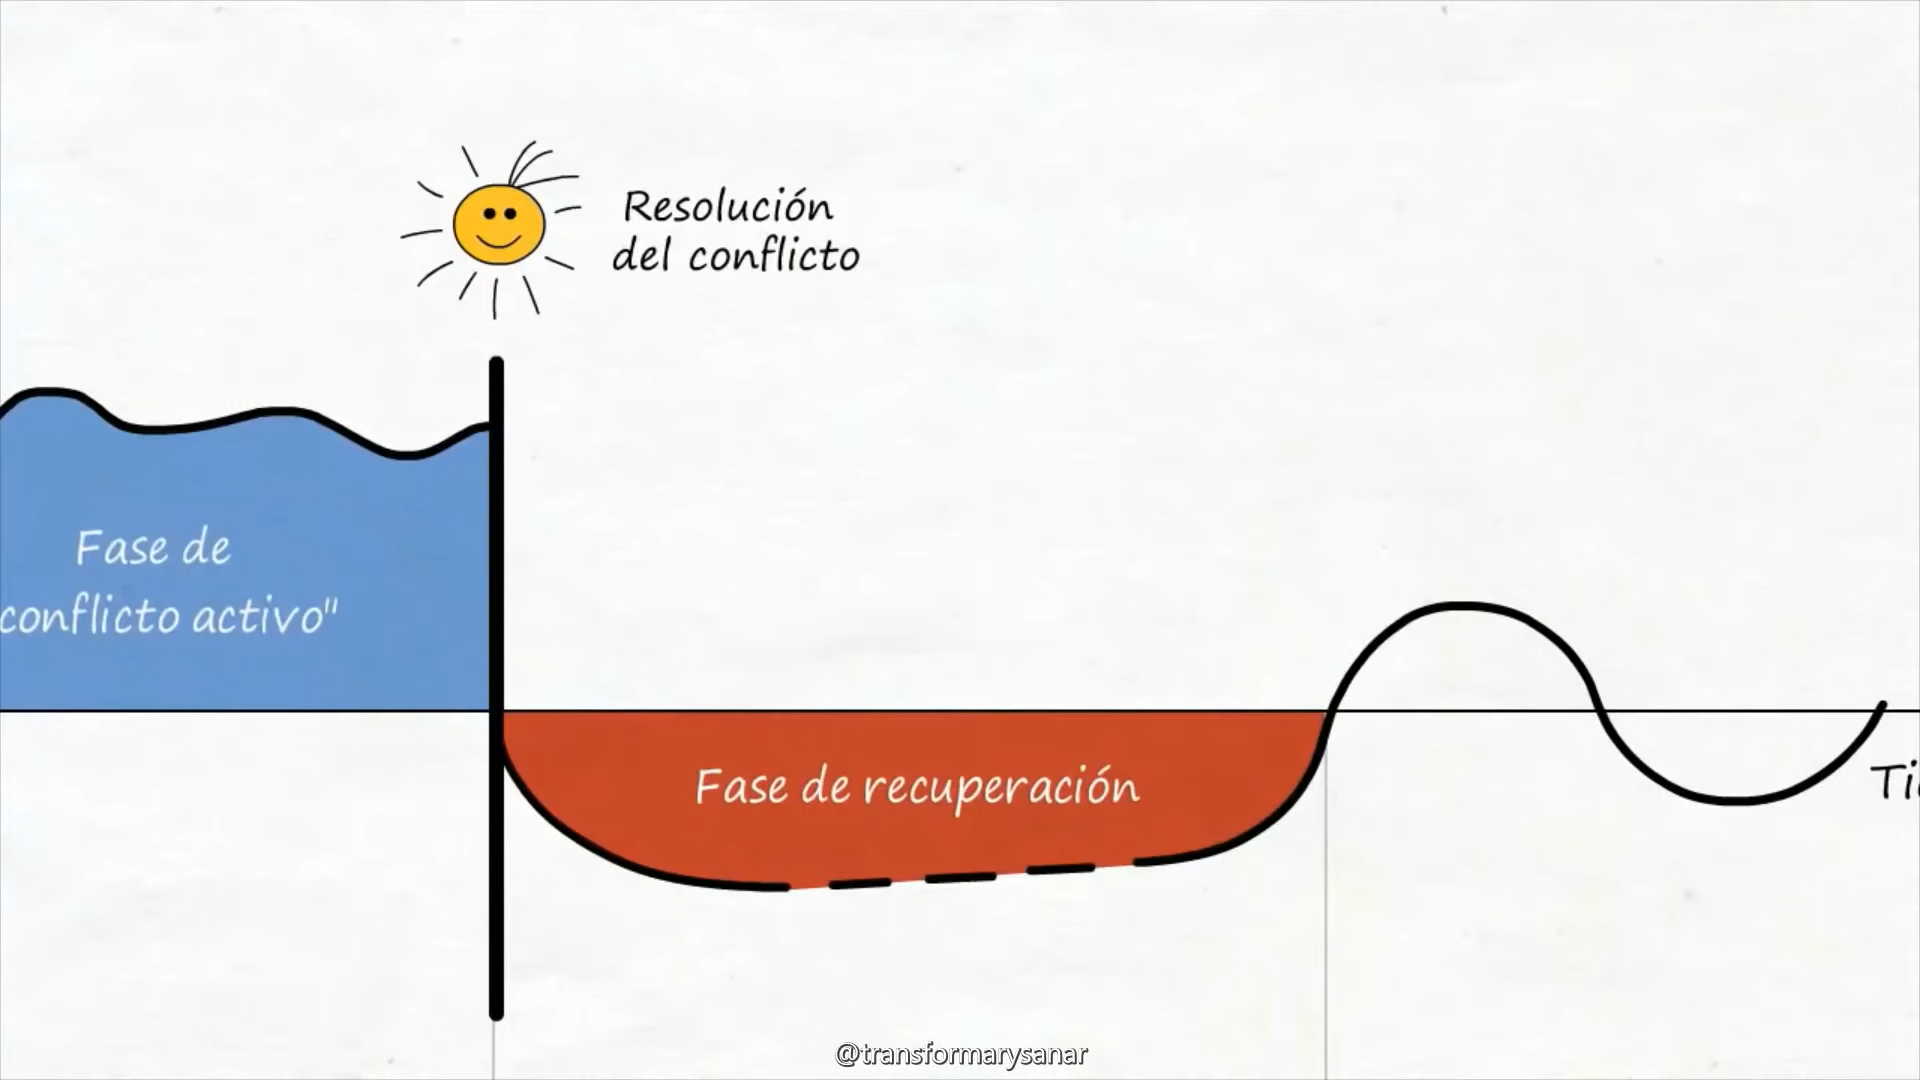 Resolución
del conflicto
Fase de
conflicto activo"
Fase de recuperación
@transformarysanar